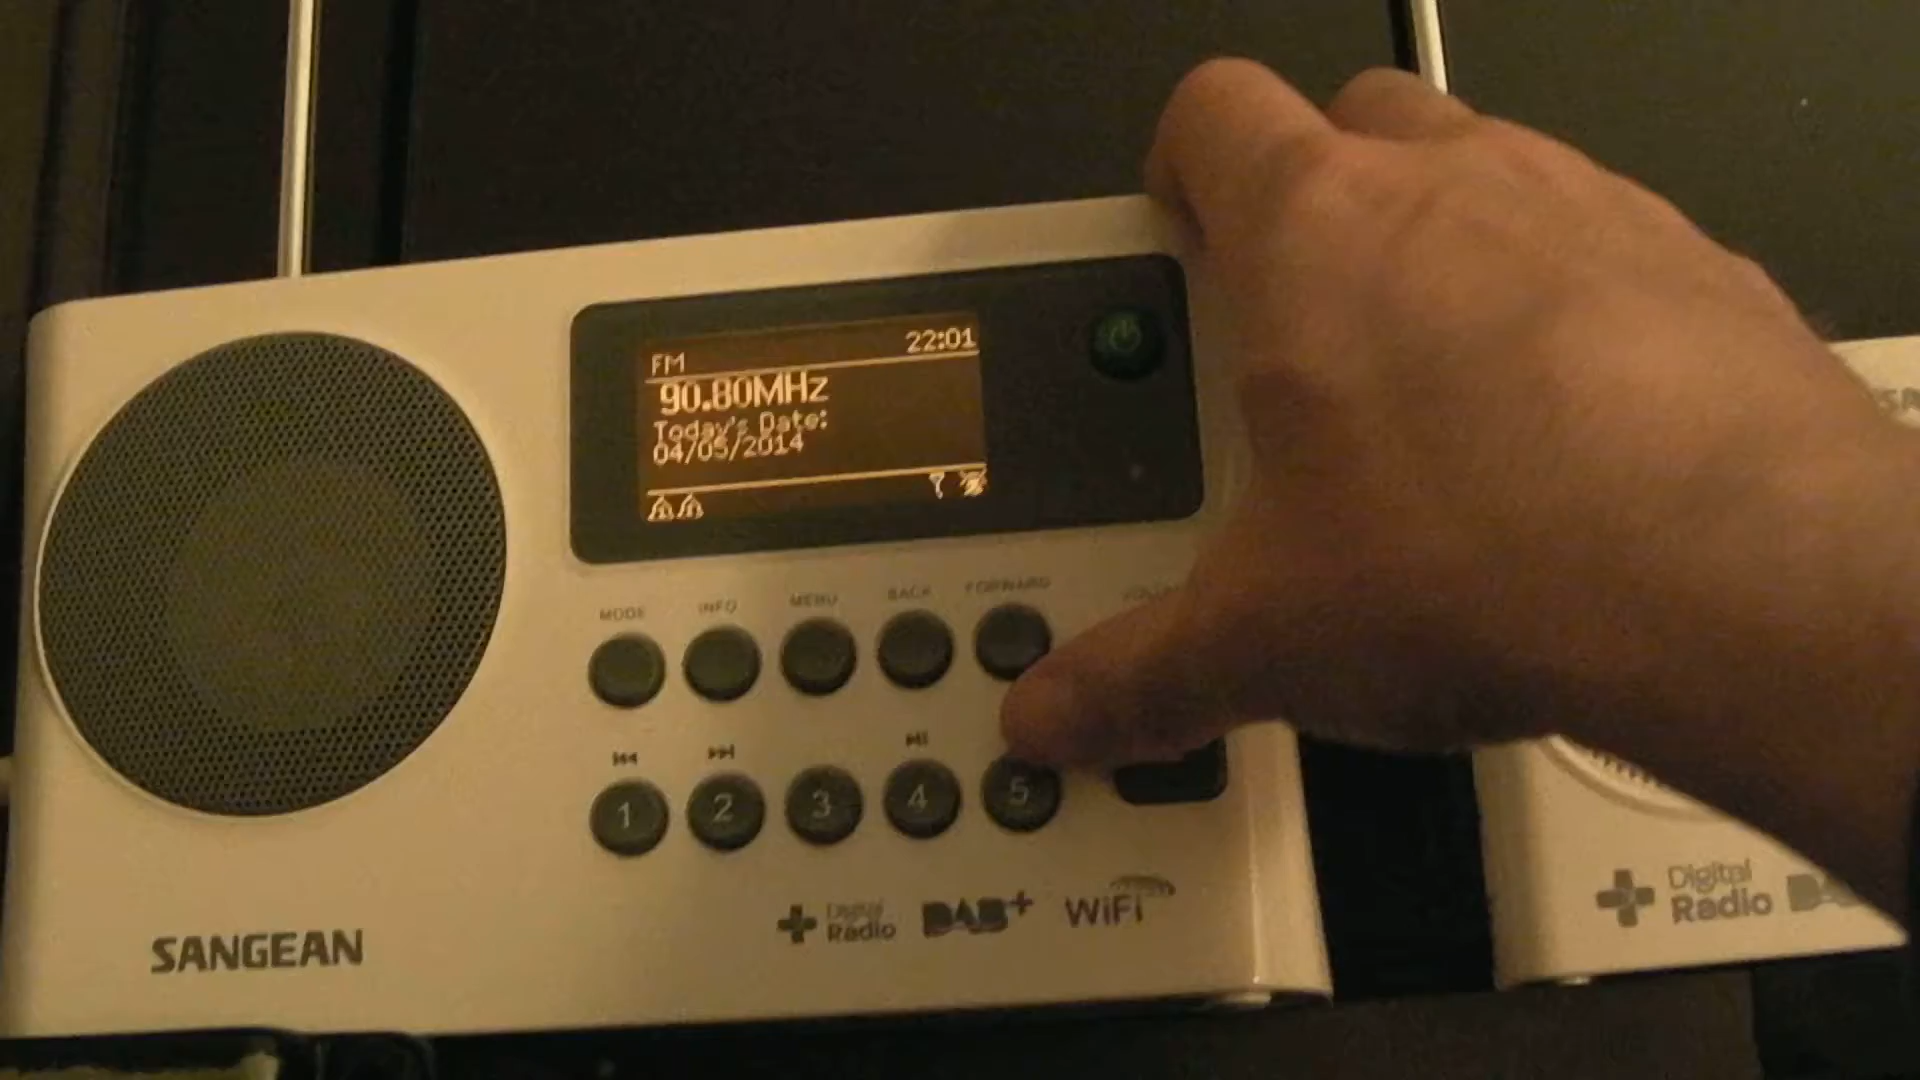 22:01
FM
90.80MHz
Today's Date:
04/05/2014
MODE INFO MENU BACK FORWARD
1 2 3 4 5
SANGEAN
Digital
Radio
DAB+
WiFi
Digital
Radio